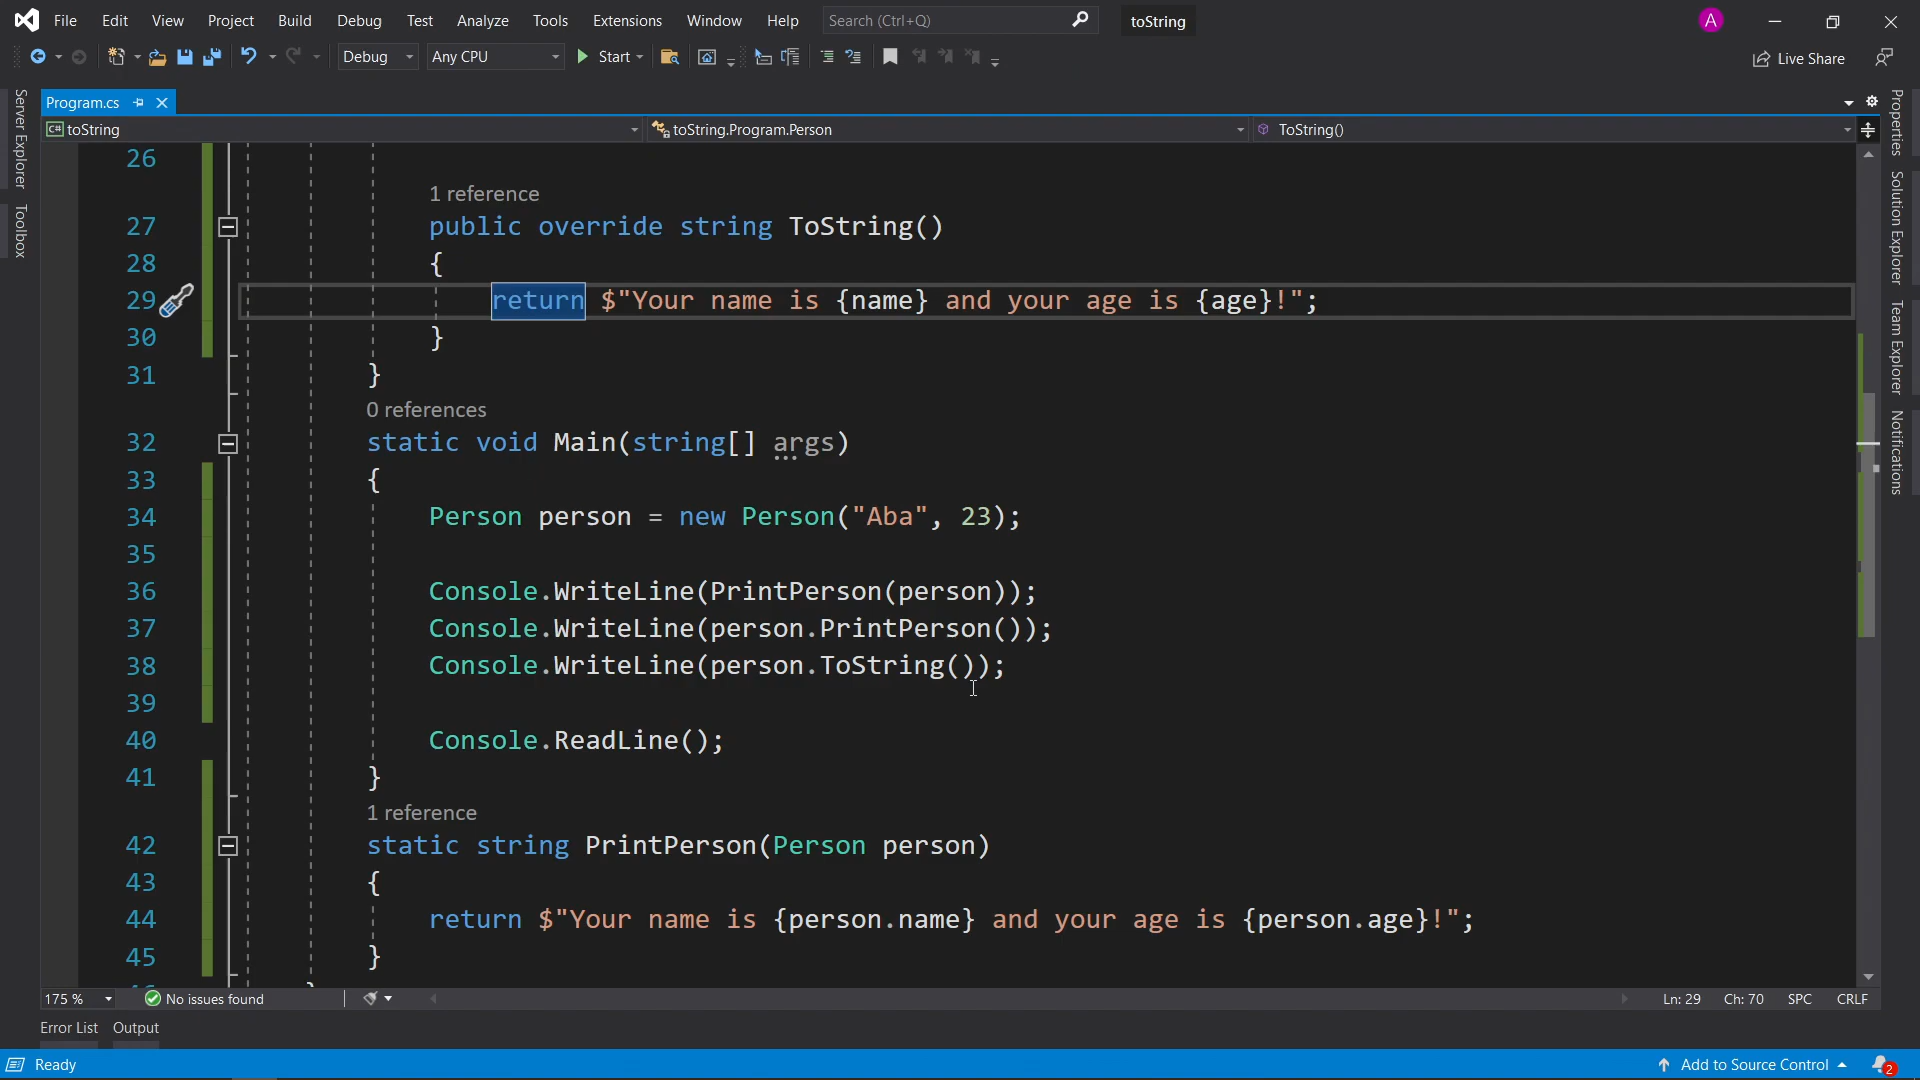 File Edit View Project Build Debug Test Analyze Tools Extensions Window Help Search (Ctrl+Q) toString A
Debug Any CPU Start Live Share
Program.cs
toString toString.Program.Person ToString()
Server Explorer
Toolbox
26
1 reference
27 public override string ToString()
28 {
29 return $"Your name is {name} and your age is {age}!";
30 }
31 }
0 references
32 static void Main(string[] args)
33 {
34 Person person = new Person("Aba", 23);
35
36 Console.WriteLine(PrintPerson(person));
37 Console.WriteLine(person.PrintPerson());
38 Console.WriteLine(person.ToString());
39
40 Console.ReadLine();
41 }
1 reference
42 static string PrintPerson(Person person)
43 {
44 return $"Your name is {person.name} and your age is {person.age}!";
45 }
Properties
Solution Explorer
Team Explorer
Notifications
175 % No issues found Ln: 29 Ch: 70 SPC CRLF
Error List Output
Ready Add to Source Control 2